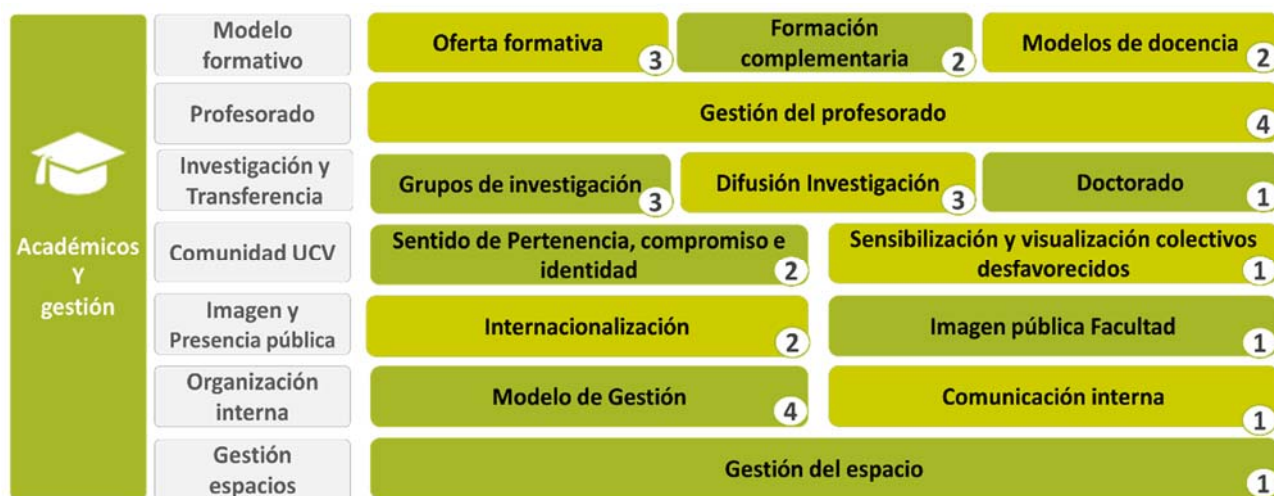 Académicos
Y
gestión
Modelo
formativo
Oferta formativa
3
Formación
complementaria
2
Modelos de docencia
2
Profesorado
Gestión del profesorado
4
Investigación y
Transferencia
Grupos de investigación
3
Difusión Investigación
3
Doctorado
1
Comunidad UCV
Sentido de Pertenencia, compromiso e
identidad
2
Sensibilización y visualización colectivos
desfavorecidos
1
Imagen y
Presencia pública
Internacionalización
2
Imagen pública Facultad
1
Organización
interna
Modelo de Gestión
4
Comunicación interna
1
Gestión
espacios
Gestión del espacio
1